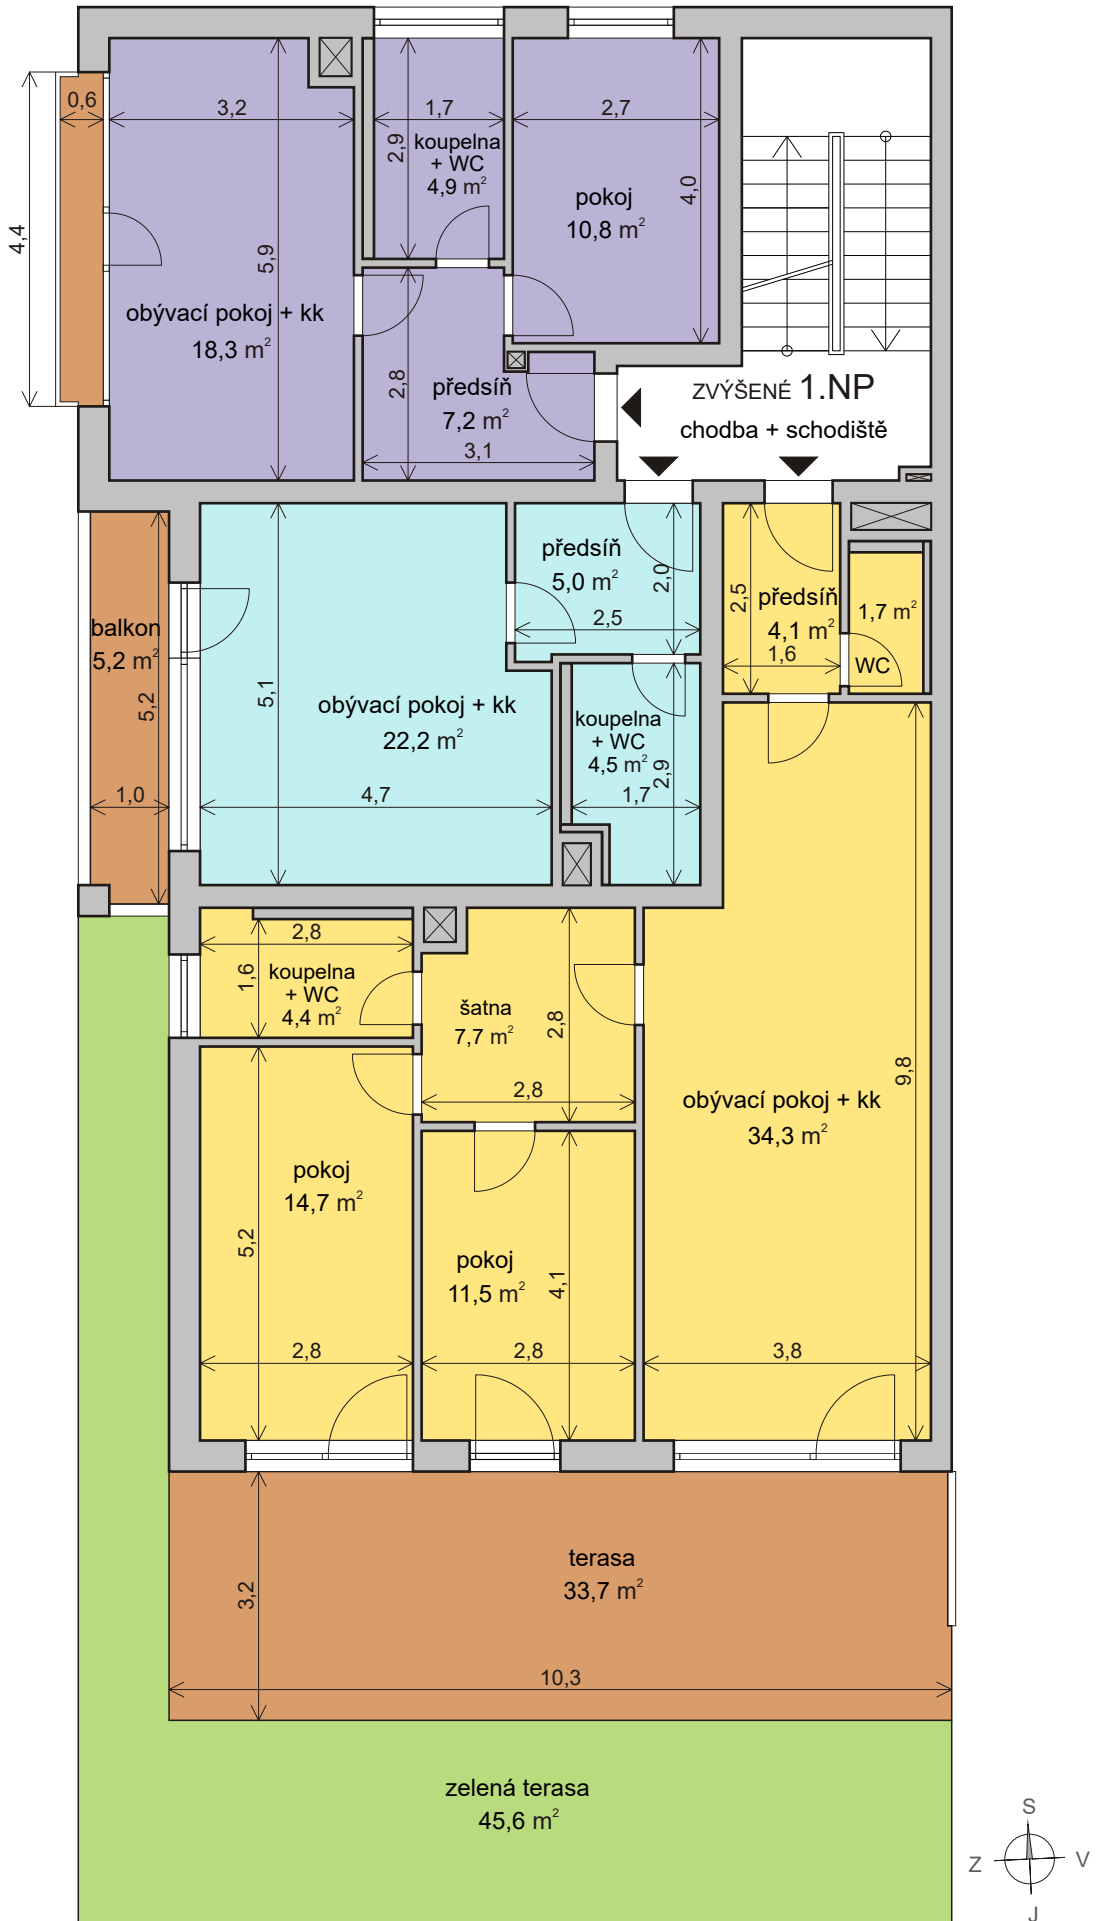 0,6
3,2
1,7
2,7
2,9
koupelna
+ WC
4,9 m²
4,0
pokoj
10,8 m²
4,4
5,9
obývací pokoj + kk
18,3 m²
2,8
předsíň
7,2 m²
3,1
ZVÝŠENÉ 1.NP
chodba + schodiště
předsíň
5,0 m²
2,0
2,5
2,5
předsíň
4,1 m²
1,6
1,7 m²
WC
balkon
5,2 m²
5,2
1,0
5,1
obývací pokoj + kk
22,2 m²
4,7
koupelna
+ WC
4,5 m²
2,9
1,7
2,8
1,6
koupelna
+ WC
4,4 m²
šatna
7,7 m²
2,8
2,8
9,8
obývací pokoj + kk
34,3 m²
pokoj
14,7 m²
5,2
2,8
pokoj
11,5 m²
4,1
2,8
3,8
terasa
33,7 m²
3,2
10,3
zelená terasa
45,6 m²
S
Z
V
J